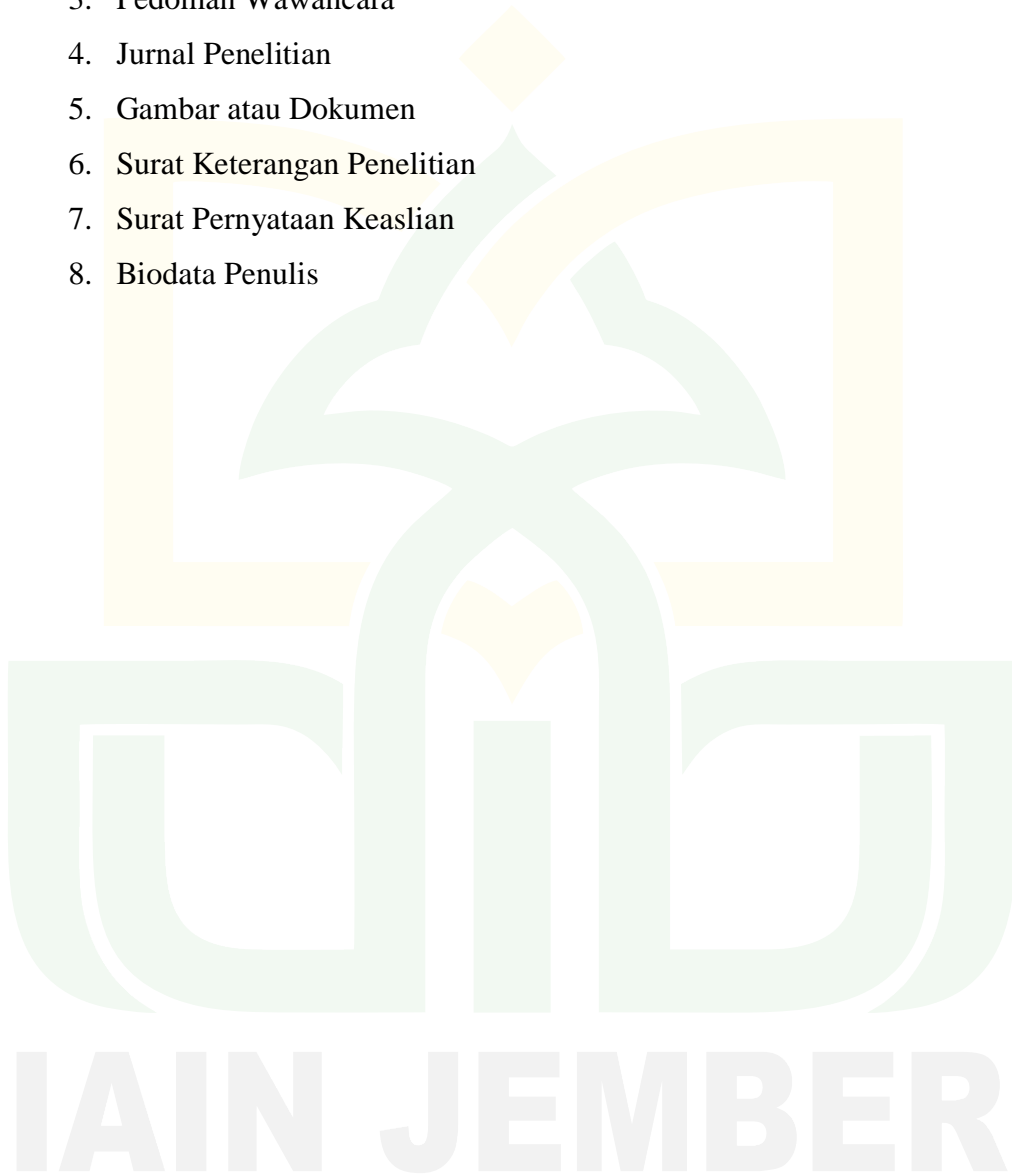 3. Pedoman Wawancara
4. Jurnal Penelitian
5. Gambar atau Dokumen
6. Surat Keterangan Penelitian
7. Surat Pernyataan Keaslian
8. Biodata Penulis
IAIN JEMBER